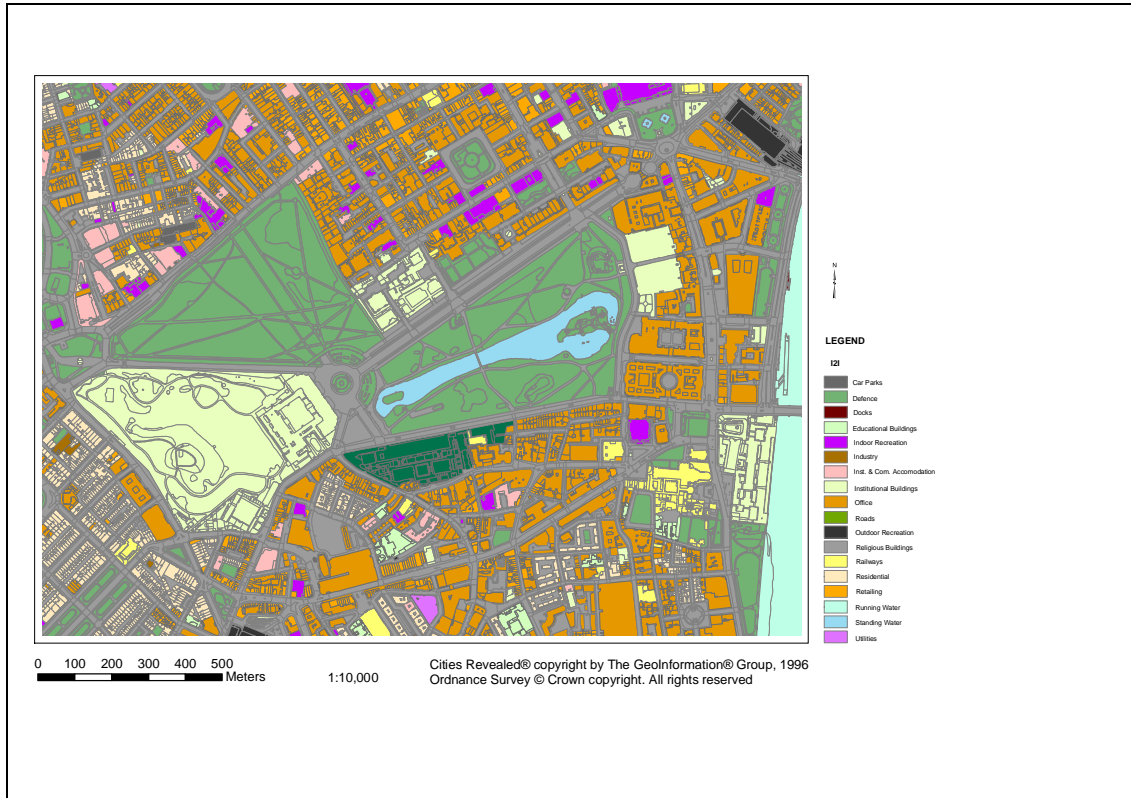 N
LEGEND
l2l
Car Parks
Defence
Docks
Educational Buildings
Indoor Recreation
Industry
Inst. & Com. Accomodation
Institutional Buildings
Office
Roads
Outdoor Recreation
Religious Buildings
Railways
Residential
Retailing
Running Water
Standing Water
Utilities
0 100 200 300 400 500
Meters
1:10,000
Cities Revealed® copyright by The GeoInformation® Group, 1996
Ordnance Survey © Crown copyright. All rights reserved